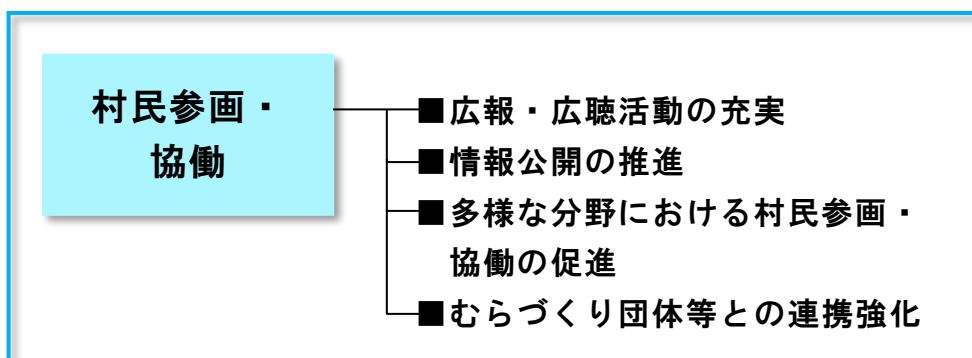 村民参画・
協働
■広報・広聴活動の充実
■情報公開の推進
■多様な分野における村民参画・
協働の促進
■むらづくり団体等との連携強化